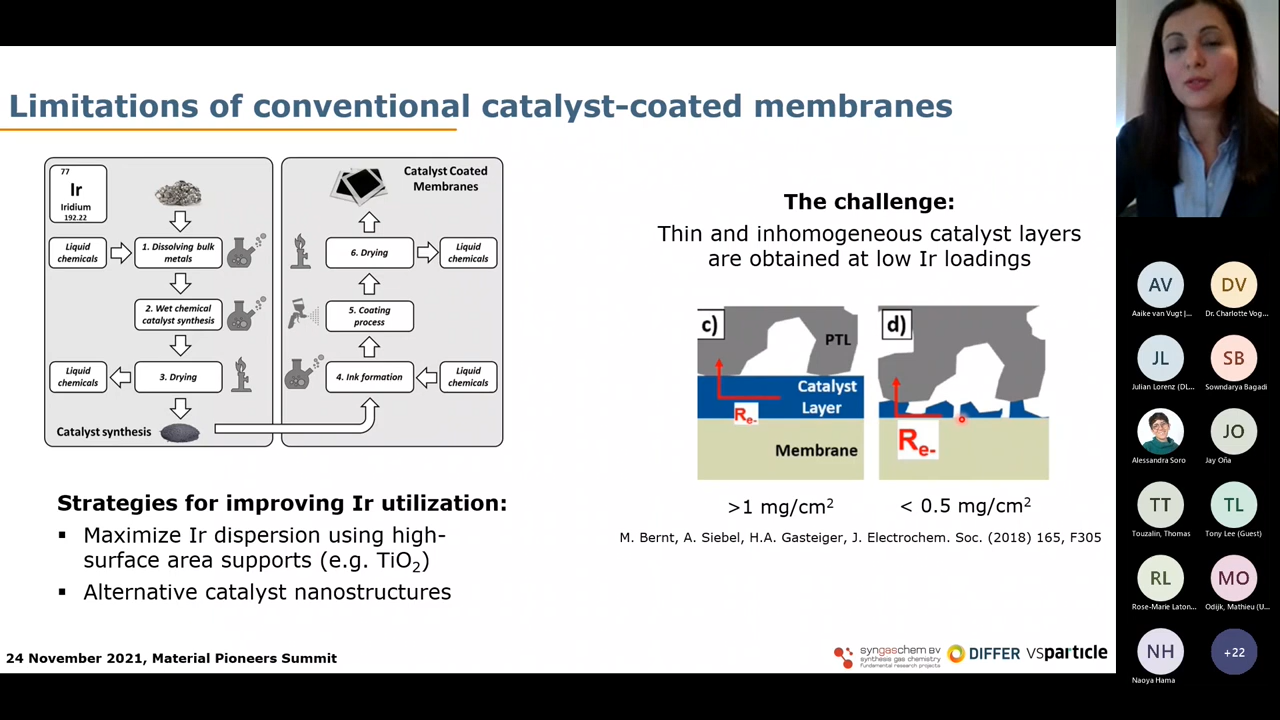 Limitations of conventional catalyst-coated membranes
77
Ir
Iridium
192.22
Liquid
chemicals
1. Dissolving bulk
metals
2. Wet chemical
catalyst synthesis
Liquid
chemicals
3. Drying
Catalyst synthesis
Catalyst Coated
Membranes
6. Drying
Liquid
chemicals
5. Coating
process
4. Ink formation
Liquid
chemicals
The challenge:
Thin and inhomogeneous catalyst layers
are obtained at low Ir loadings
c)
PTL
Catalyst
Layer
Re-
Membrane
d)
Re-
>1 mg/cm²
< 0.5 mg/cm²
M. Bernt, A. Siebel, H.A. Gasteiger, J. Electrochem. Soc. (2018) 165, F305
Strategies for improving Ir utilization:
▪ Maximize Ir dispersion using high-
surface area supports (e.g. TiO₂)
▪ Alternative catalyst nanostructures
24 November 2021, Material Pioneers Summit
syngaschem BV
synthesis gas chemistry
fundamental research projects
DIFFER
VSPARTICLE
AV
Aaike van Vugt |...
DV
Dr. Charlotte Vog...
JL
Julian Lorenz (DL...
SB
Sowndarya Bagadi
Alessandra Soro
JO
Jay Oña
TT
Touzalin, Thomas
TL
Tony Lee (Guest)
RL
Rose-Marie Laton...
MO
Odijk, Mathieu (U...
NH
Naoya Hama
+22